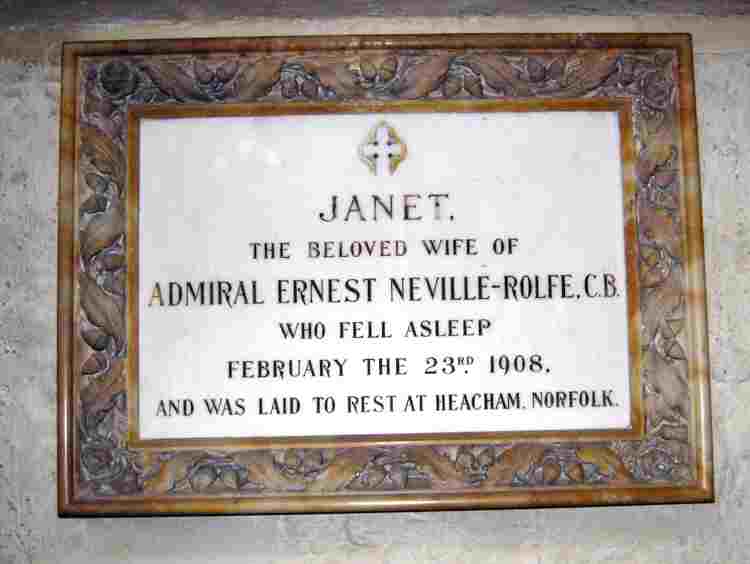 JANET,
THE BELOVED WIFE OF
ADMIRAL ERNEST NEVILLE-ROLFE, C.B.
WHO FELL ASLEEP
FEBRUARY THE 23RD. 1908,
AND WAS LAID TO REST AT HEACHAM, NORFOLK.